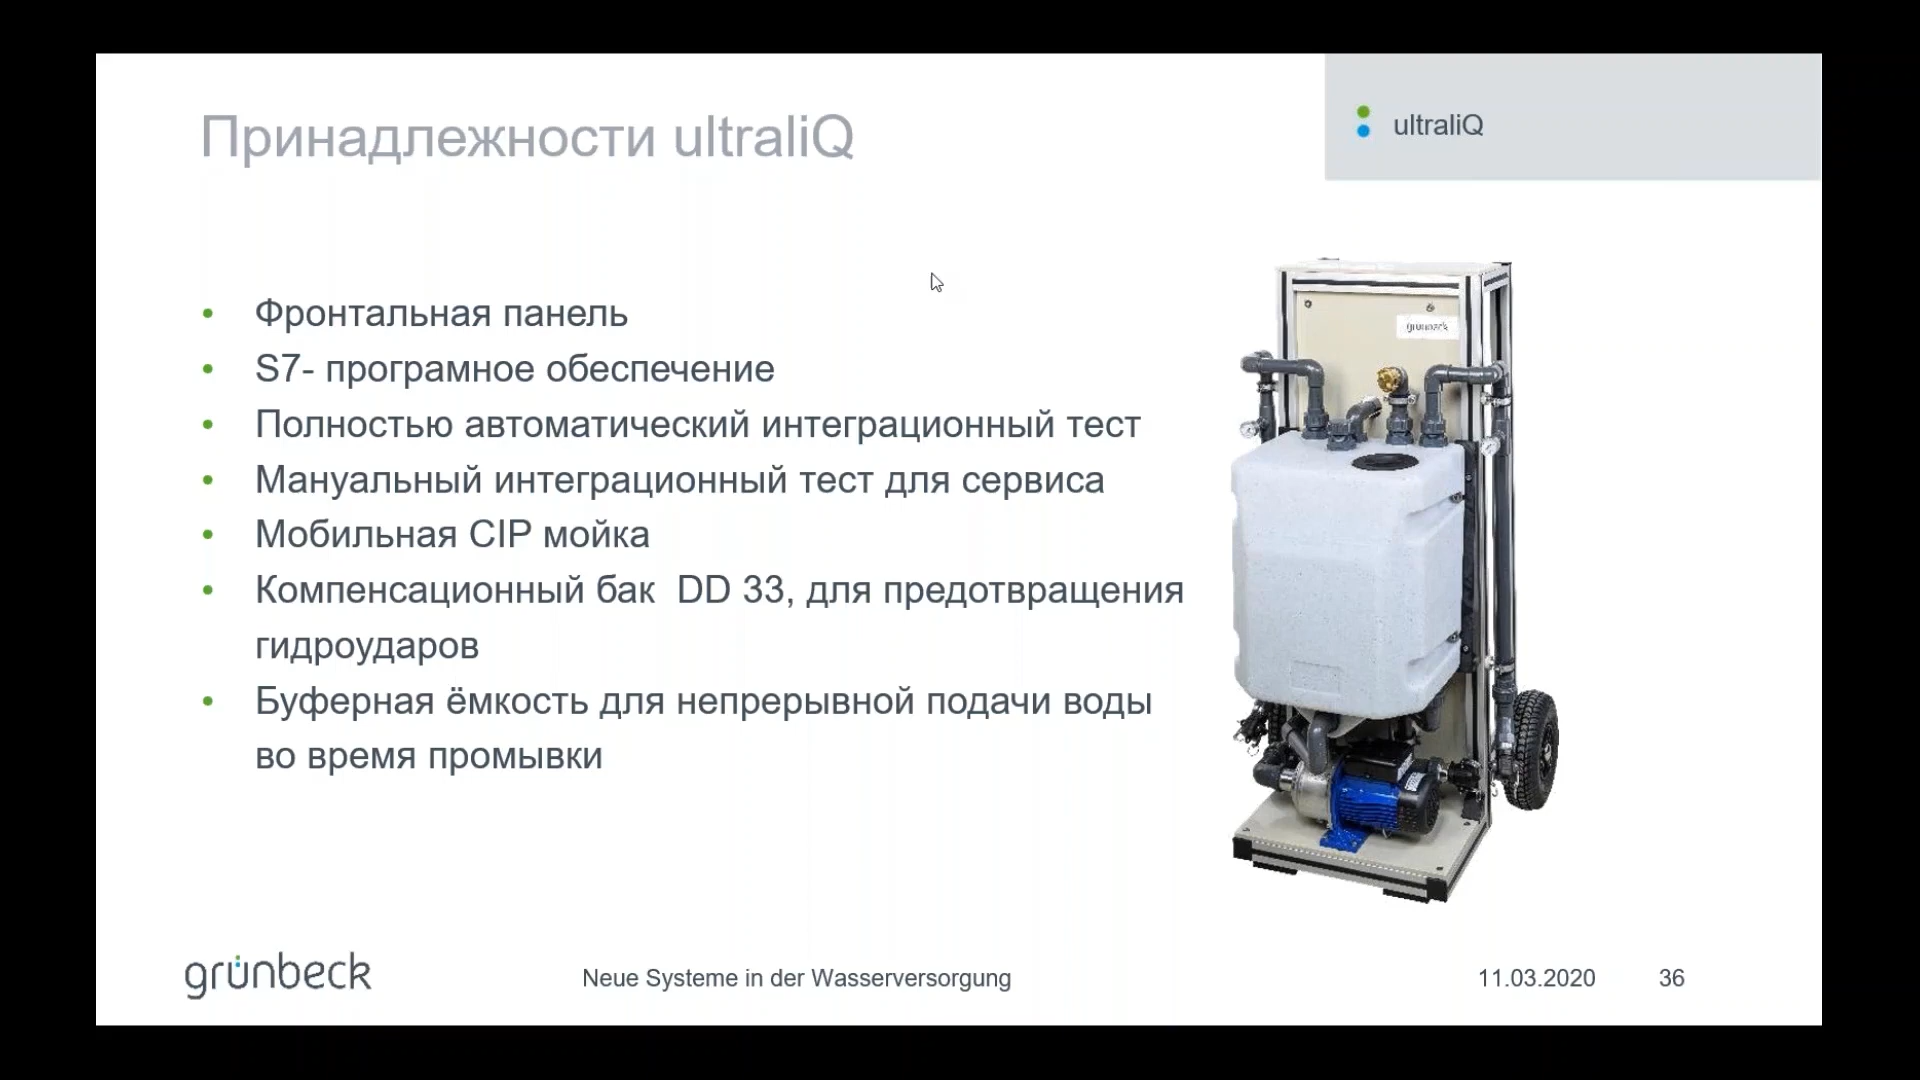 Принадлежности ultraliQ
ultraliQ
• Фронтальная панель
• S7- програмное обеспечение
• Полностью автоматический интеграционный тест
• Мануальный интеграционный тест для сервиса
• Мобильная CIP мойка
• Компенсационный бак DD 33, для предотвращения
гидроударов
• Буферная ёмкость для непрерывной подачи воды
во время промывки
grünbeck
grünbeck
Neue Systeme in der Wasserversorgung
11.03.2020
36